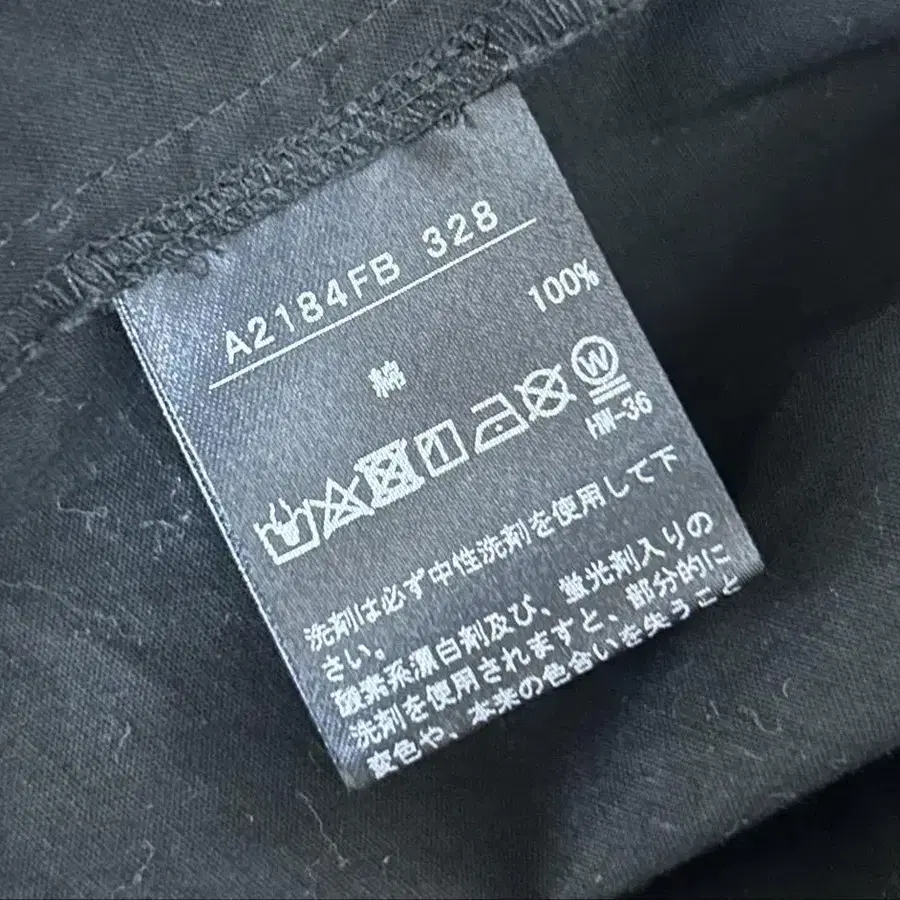 A2184FB 328
綿 100%
W
HW-36
洗剤は必ず中性洗剤を使用して下
さい。
酸素系漂白剤及び、蛍光剤入りの
洗剤を使用されますと、部分的に
変色や、本来の色合いを失うこと